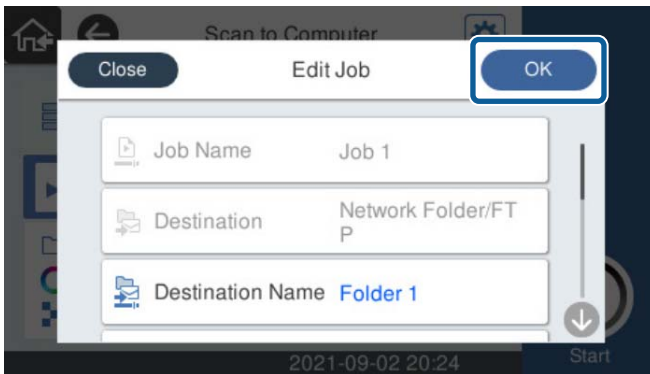 Scan to Computer
Close
Edit Job
OK
Job Name
Job 1
Destination
Network Folder/FT
P
Destination Name
Folder 1
2021-09-02 20:24
Start